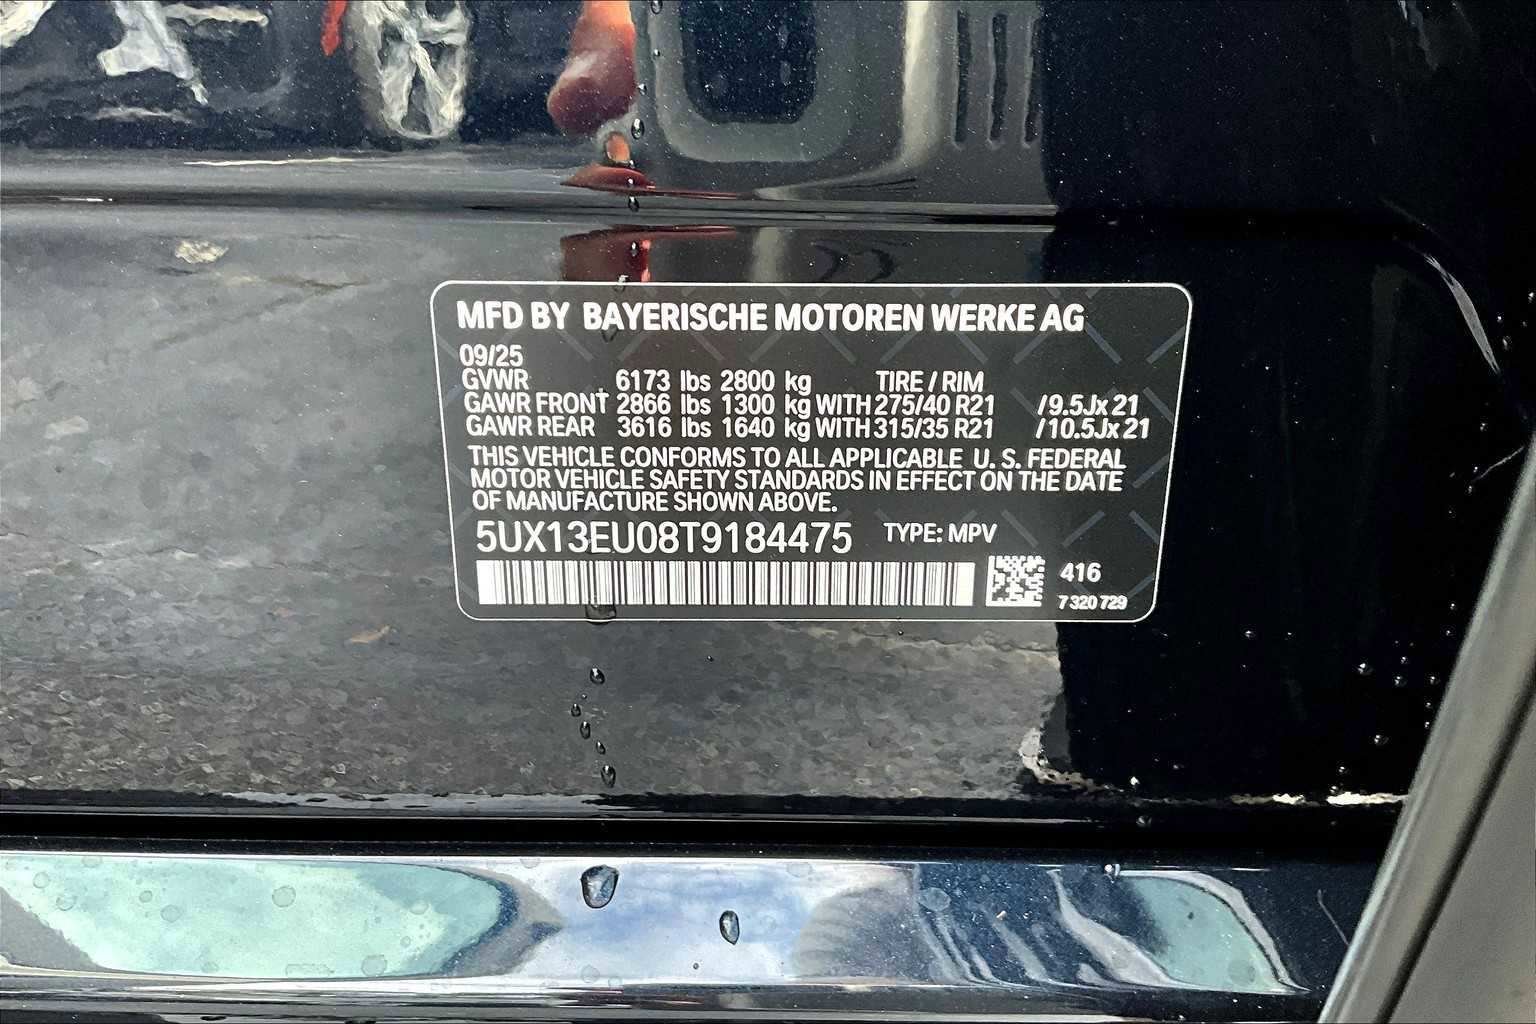 MFD BY BAYERISCHE MOTOREN WERKE AG
09/25
GVWR 6173 lbs 2800 kg TIRE / RIM
GAWR FRONT 2866 lbs 1300 kg WITH 275/40 R21 /9.5Jx 21
GAWR REAR 3616 lbs 1640 kg WITH 315/35 R21 /10.5Jx 21
THIS VEHICLE CONFORMS TO ALL APPLICABLE U. S. FEDERAL
MOTOR VEHICLE SAFETY STANDARDS IN EFFECT ON THE DATE
OF MANUFACTURE SHOWN ABOVE.
5UX13EU08T9184475 TYPE: MPV
416
7 320 729